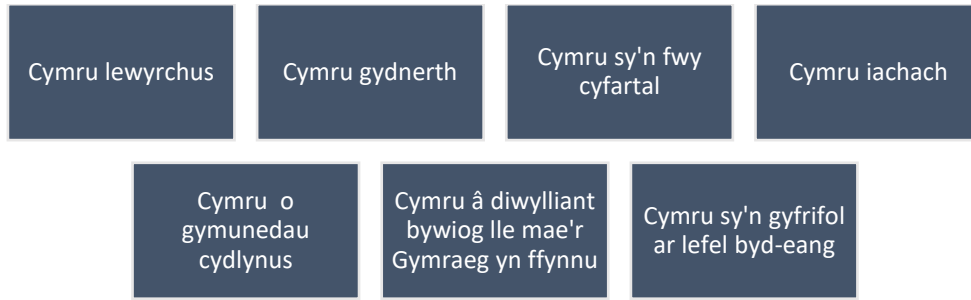 Cymru lewyrchus
Cymru gydnerth
Cymru sy'n fwy
cyfartal
Cymru iachach
Cymru o
gymunedau
cydlynus
Cymru â diwylliant
bywiog lle mae'r
Gymraeg yn ffynnu
Cymru sy'n gyfrifol
ar lefel byd-eang